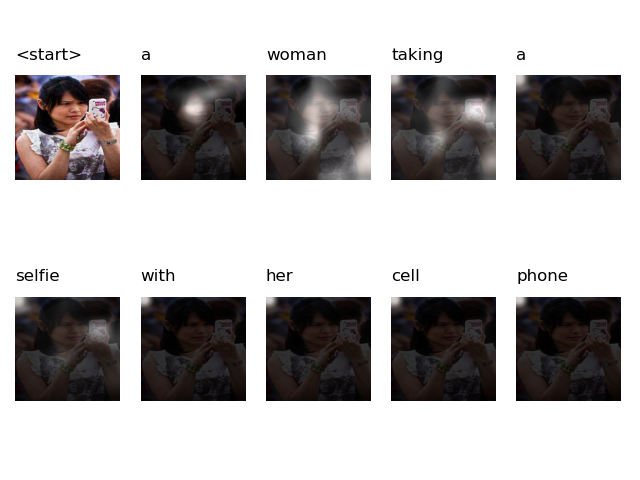 <start> a woman taking a
selfie with her cell phone